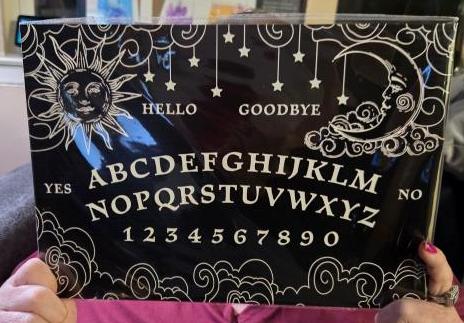 HELLO GOODBYE
YES ABCDEFGHIJKLM NO
NOPQRSTUVWXYZ
1234567890